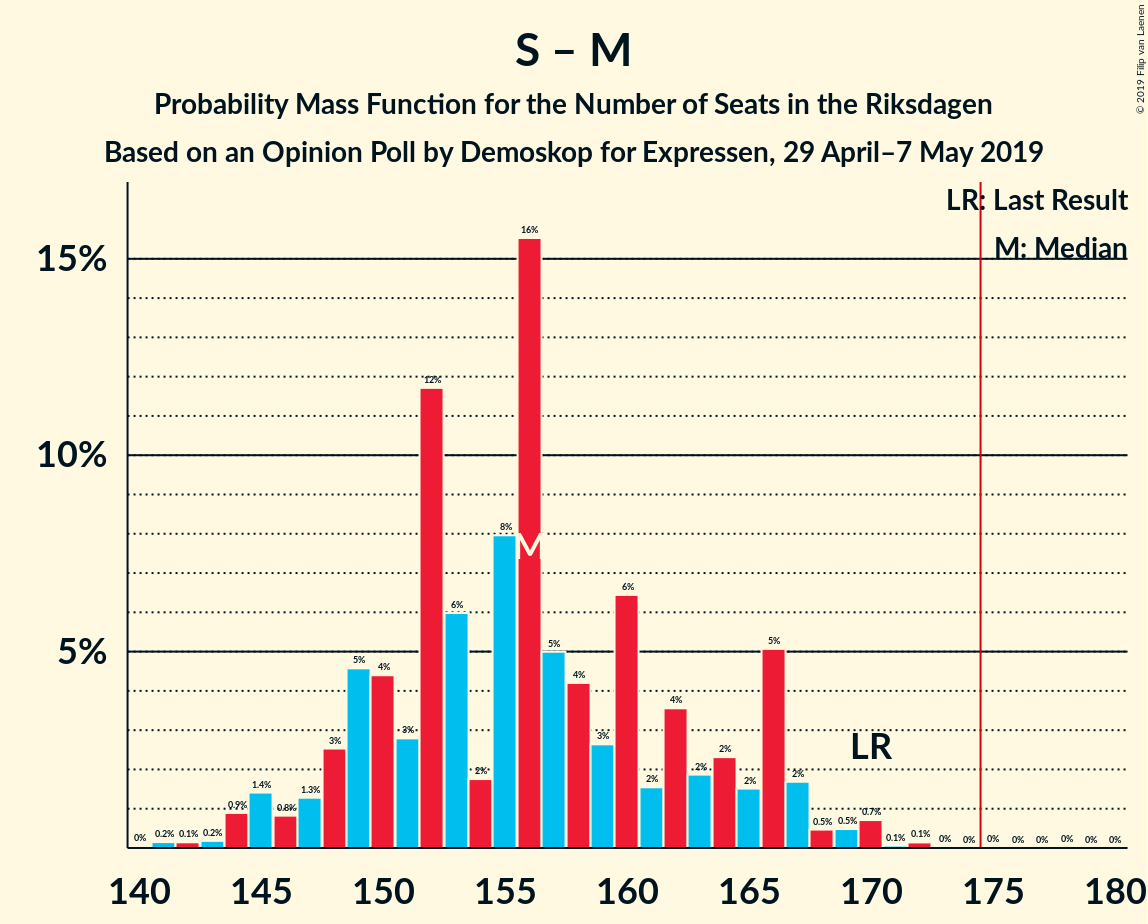 S – M
Probability Mass Function for the Number of Seats in the Riksdagen
Based on an Opinion Poll by Demoskop for Expressen, 29 April–7 May 2019
© 2019 Filip van Laenen
LR: Last Result
M: Median
15%
10%
5%
0% 0.2% 0.1% 0.2% 0.9% 1.4% 0.8% 1.3% 3% 5% 4% 3% 12% 6% 2% 8% 16% 5% 4% 3% 6% 2% 4% 2% 2% 2% 5% 2% 0.5% 0.5% 0.7% 0.1% 0.1% 0% 0% 0% 0% 0% 0% 0% 0%
M
LR
140 145 150 155 160 165 170 175 180